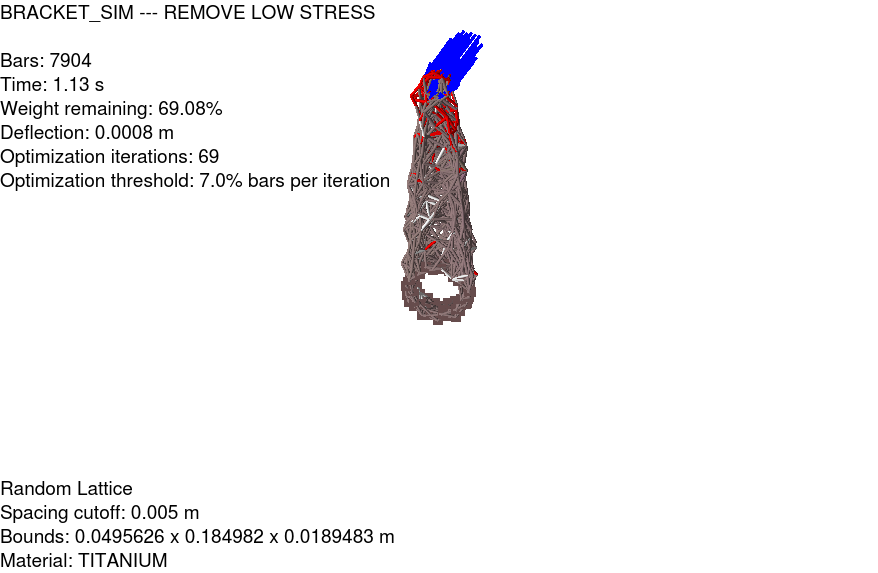 BRACKET_SIM --- REMOVE LOW STRESS
Bars: 7904
Time: 1.13 s
Weight remaining: 69.08%
Deflection: 0.0008 m
Optimization iterations: 69
Optimization threshold: 7.0% bars per iteration
Random Lattice
Spacing cutoff: 0.005 m
Bounds: 0.0495626 x 0.184982 x 0.0189483 m
Material: TITANIUM